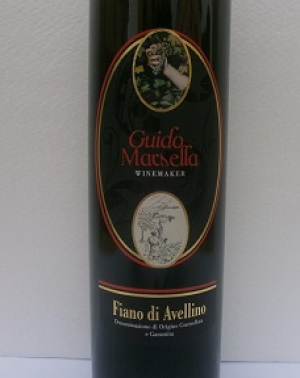 Guido
Marsella
WINEMAKER
Fiano di Avellino
Denominazione di Origine Controllata
e Garantita